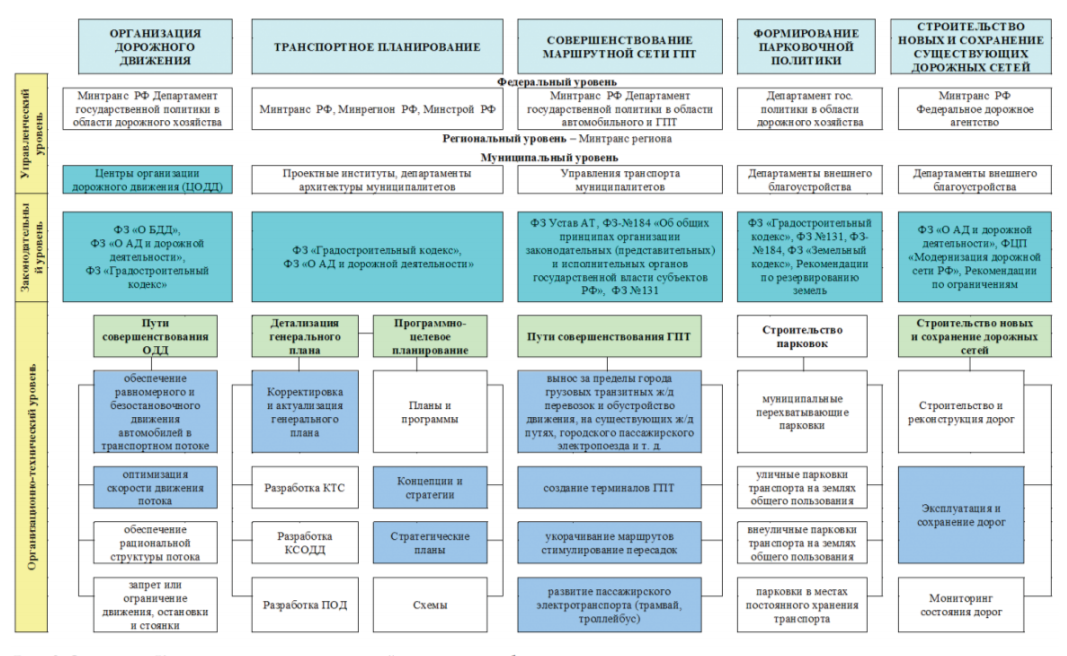 ОРГАНИЗАЦИЯ
ДОРОЖНОГО
ДВИЖЕНИЯ
ТРАНСПОРТНОЕ ПЛАНИРОВАНИЕ
СОВЕРШЕНСТВОВАНИЕ
МАРШРУТНОЙ СЕТИ ГПТ
ФОРМИРОВАНИЕ
ПАРКОВОЧНОЙ
ПОЛИТИКИ
СТРОИТЕЛЬСТВО
НОВЫХ И СОХРАНЕНИЕ
СУЩЕСТВУЮЩИХ
ДОРОЖНЫХ СЕТЕЙ
Управленческий
уровень
Федеральный уровень
Минтранс РФ Департамент
государственной политики в
области дорожного хозяйства
Минтранс РФ, Минрегион РФ, Минстрой РФ
Минтранс РФ Департамент
государственной политики в области
автомобильного и ГПТ
Департамент гос.
политики в области
дорожного хозяйства
Минтранс РФ
Федеральное дорожное
агентство
Региональный уровень – Минтранс региона
Муниципальный уровень
Центры организации
дорожного движения (ЦОДД)
Проектные институты, департаменты
архитектуры муниципалитетов
Управления транспорта
муниципалитетов
Департаменты внешнего
благоустройства
Департаменты внешнего
благоустройства
Законодательны
й уровень
ФЗ «О БДД»,
ФЗ «О АД и дорожной
деятельности»,
ФЗ «Градостроительный
кодекс»
ФЗ «Градостроительный кодекс»,
ФЗ «О АД и дорожной деятельности»
ФЗ Устав АТ, ФЗ-№184 «Об общих
принципах организации
законодательных (представительных)
и исполнительных органов
государственной власти субъектов
РФ», ФЗ №131
ФЗ «Градостроительный
кодекс», ФЗ №131, ФЗ-
№184, ФЗ «Земельный
кодекс», Рекомендации
по резервированию
земель
ФЗ «О АД и дорожной
деятельности», ФЦП
«Модернизация дорожной
сети РФ», Рекомендации
по ограничениям
Организационно-технический уровень
Пути
совершенствования
ОДД
обеспечение
равномерного и
безостановочного
движения
автомобилей в
транспортном потоке
оптимизация
скорости движения
потока
обеспечение
рациональной
структуры потока
запрет или
ограничение
движения, остановки
и стоянки
Детализация
генерального
плана
Корректировка
и актуализация
генерального
плана
Разработка КТС
Разработка
КСОДД
Разработка ПОД
Программно-
целевое
планирование
Планы и
программы
Концепции и
стратегии
Стратегические
планы
Схемы
Пути совершенствования ГПТ
вынос за пределы города
грузовых транзитных ж/д
перевозок и обустройство
движения, на существующих ж/д
путях, городского пассажирского
электропоезда и т. д.
создание терминалов ГПТ
укорачивание маршрутов
стимулирование пересадок
развитие пассажирского
электротранспорта (трамвай,
троллейбус)
Строительство
парковок
муниципальные
перехватывающие
парковки
уличные парковки
транспорта на землях
общего пользования
внеуличные парковки
транспорта на землях
общего пользования
парковки в местах
постоянного хранения
транспорта
Строительство новых
и сохранение дорожных
сетей
Строительство и
реконструкция дорог
Эксплуатация и
сохранение дорог
Мониторинг
состояния дорог